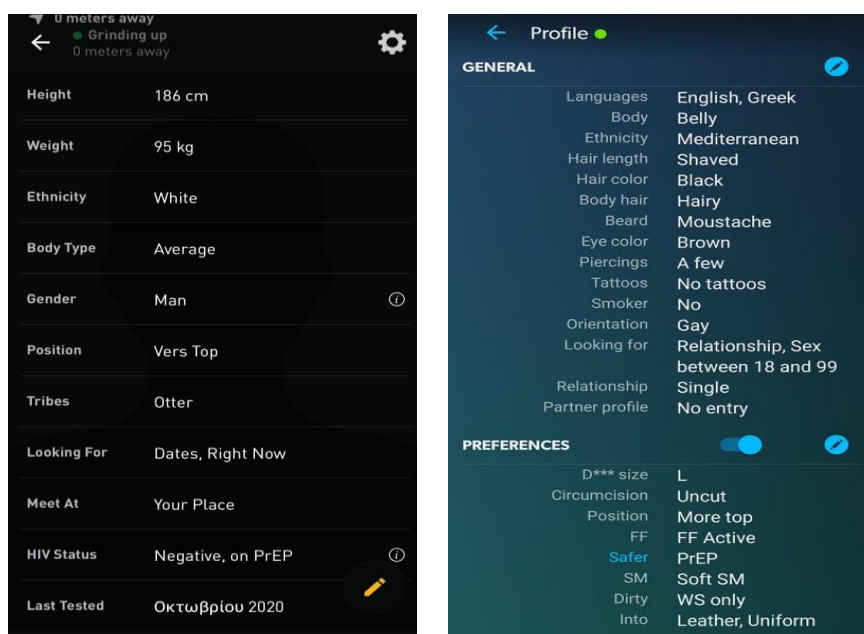 0 meters away
Grinding up
0 meters away
Height 186 cm
Weight 95 kg
Ethnicity White
Body Type Average
Gender Man
Position Vers Top
Tribes Otter
Looking For Dates, Right Now
Meet At Your Place
HIV Status Negative, on PrEP
Last Tested Οκτωβρίου 2020
Profile
GENERAL
Languages English, Greek
Body Belly
Ethnicity Mediterranean
Hair length Shaved
Hair color Black
Body hair Hairy
Beard Moustache
Eye color Brown
Piercings A few
Tattoos No tattoos
Smoker No
Orientation Gay
Looking for Relationship, Sex
between 18 and 99
Relationship Single
Partner profile No entry
PREFERENCES
D*** size L
Circumcision Uncut
Position More top
FF FF Active
Safer PrEP
SM Soft SM
Dirty WS only
Into Leather, Uniform